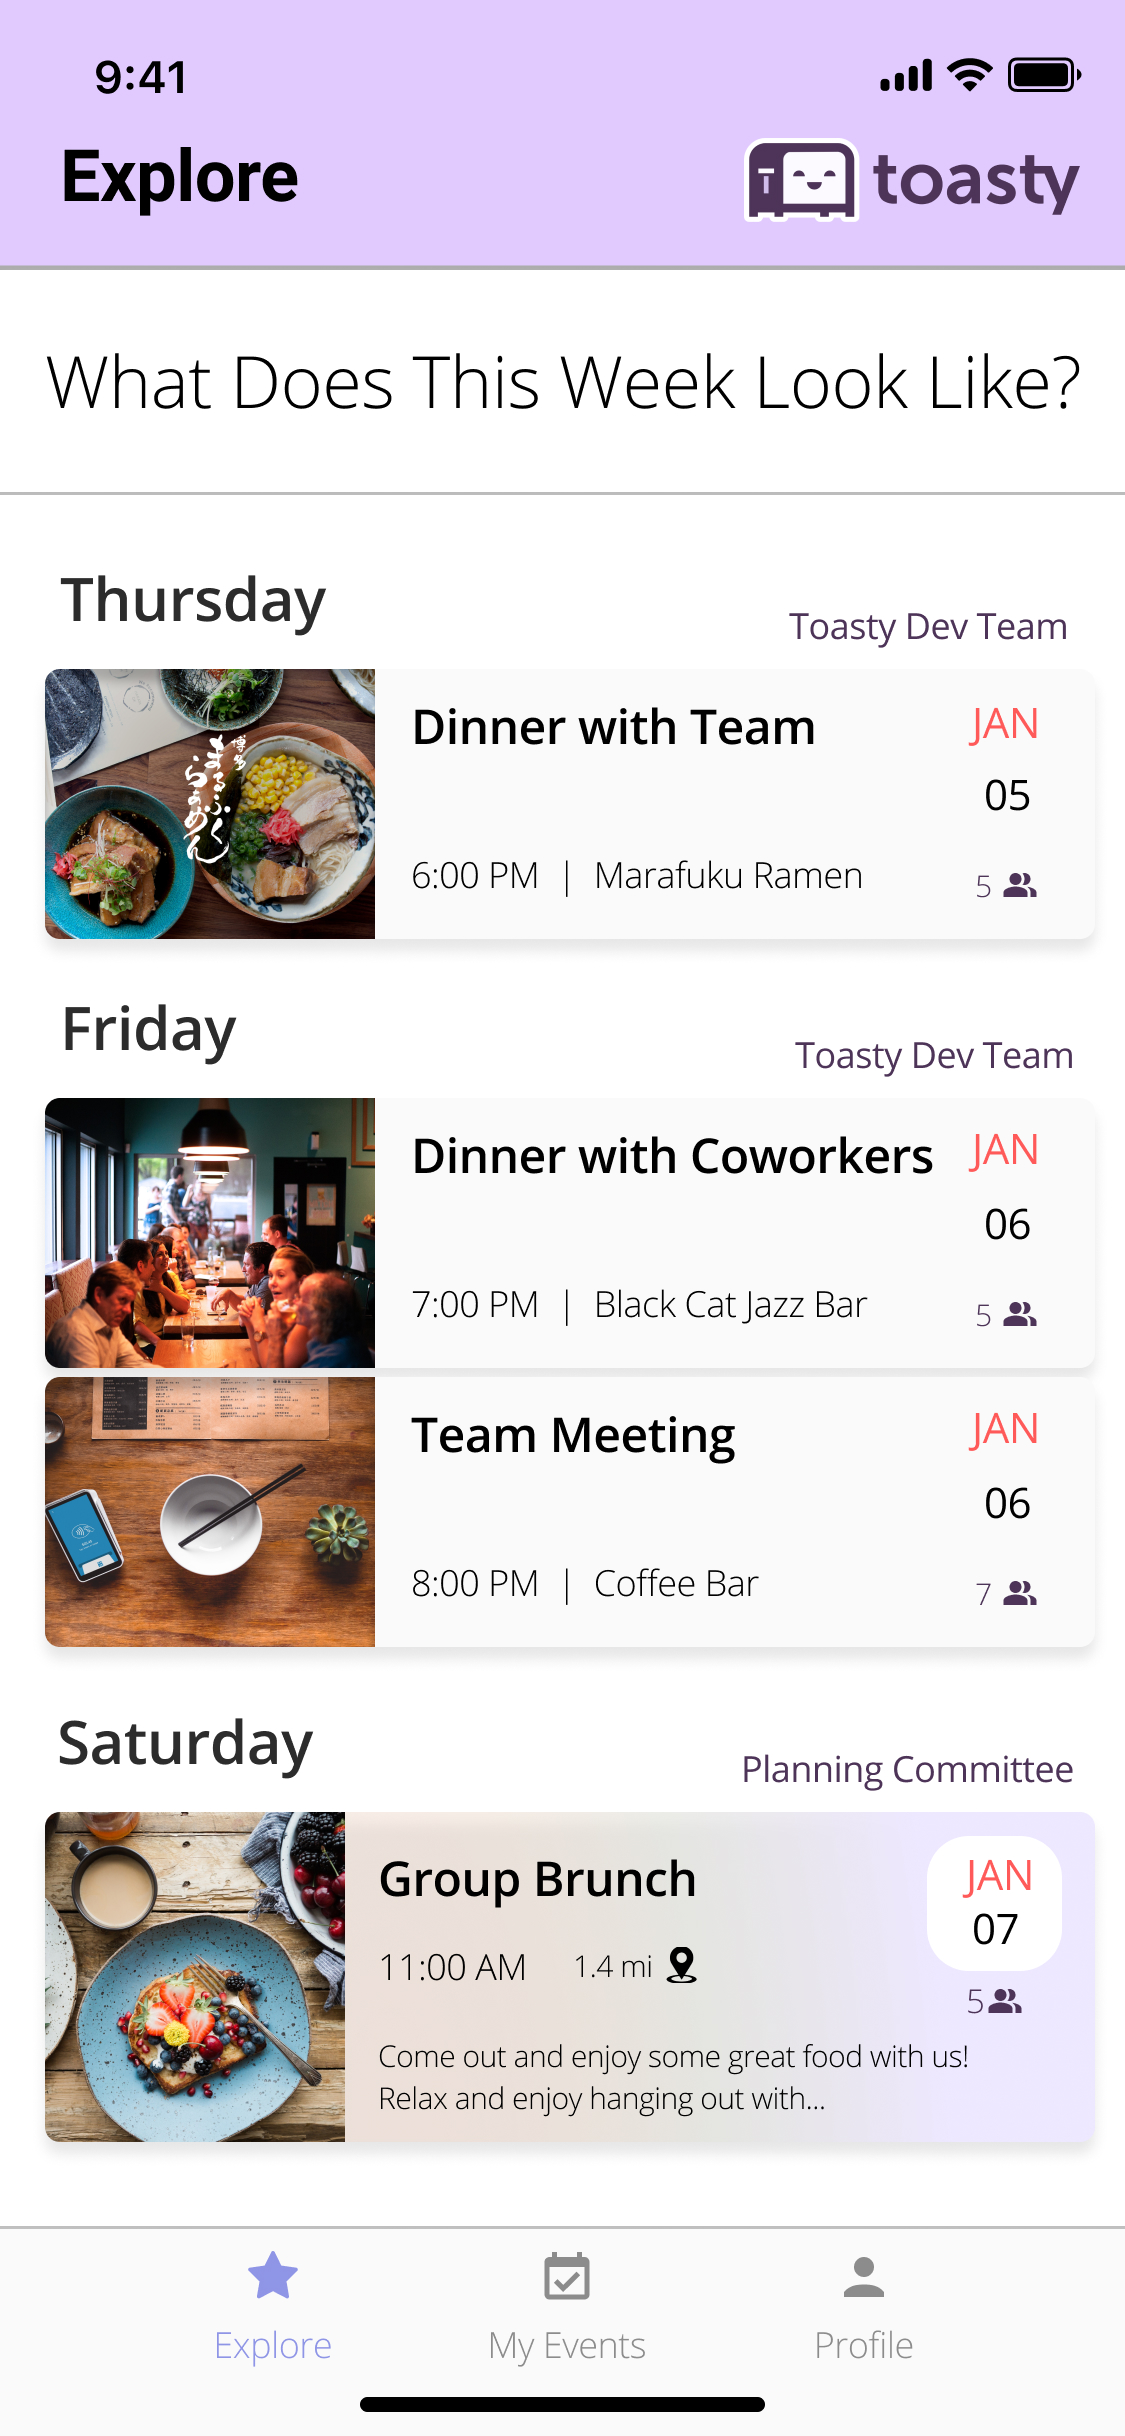 9:41
Explore
toasty
What Does This Week Look Like?
Thursday
Toasty Dev Team
博多
Dinner with Team
JAN
05
6:00 PM | Marafuku Ramen
5
Friday
Toasty Dev Team
Dinner with Coworkers
JAN
06
7:00 PM | Black Cat Jazz Bar
5
Team Meeting
JAN
06
8:00 PM | Coffee Bar
7
Saturday
Planning Committee
Group Brunch
JAN
07
11:00 AM 1.4 mi
5
Come out and enjoy some great food with us!
Relax and enjoy hanging out with...
Explore
My Events
Profile